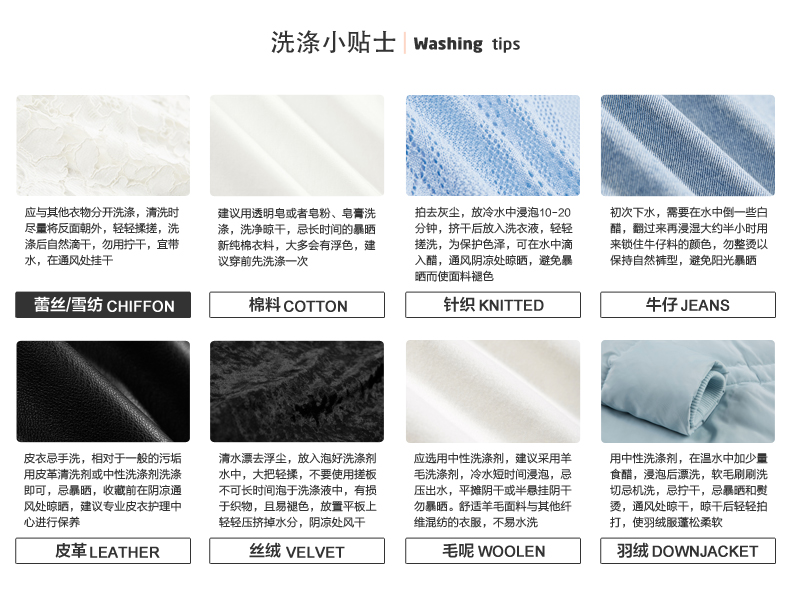 洗涤小贴士 Washing tips
应与其他衣物分开洗涤，清洗时
尽量将反面朝外，轻轻揉搓，洗
涤后自然滴干，勿用拧干，宜带
水，在通风处挂干
蕾丝/雪纺 CHIFFON
建议用透明皂或者皂粉、皂膏洗
涤，洗净晾干，忌长时间的暴晒
新纯棉衣料，大多会有浮色，建
议穿前先洗涤一次
棉料 COTTON
拍去灰尘，放冷水中浸泡10-20
分钟，挤干后放入洗衣液，轻轻
搓洗，为保护色泽，可在水中滴
入醋，通风阴凉处晾晒，避免暴
晒而使面料褪色
针织 KNITTED
初次下水，需要在水中倒一些白
醋，翻过来再浸湿大约半小时用
来锁住牛仔料的颜色，勿整烫以
保持自然裤型，避免阳光暴晒
牛仔 JEANS
皮衣忌手洗，相对于一般的污垢
用皮革清洗剂或中性洗涤剂洗涤
即可，忌暴晒，收藏前在阴凉通
风处晾晒，建议专业皮衣护理中
心进行保养
皮革 LEATHER
清水漂去浮尘，放入泡好洗涤剂
水中，大把轻揉，不要使用搓板
不可长时间泡于洗涤液中，有损
于织物，且易褪色，放置平板上
轻轻压挤掉水分，阴凉处风干
丝绒 VELVET
应选用中性洗涤剂，建议采用羊
毛洗涤剂，冷水短时间浸泡，忌
压出水，平摊阴干或半悬挂阴干
勿暴晒。舒适羊毛面料与其他纤
维混纺的衣服，不易水洗
毛呢 WOOLEN
用中性洗涤剂，在温水中加少量
食醋，浸泡后漂洗，软毛刷刷洗
切忌机洗，忌拧干，忌暴晒和熨
烫，通风处晾干，晾干后轻轻拍
打，使羽绒服蓬松柔软
羽绒 DOWNJACKET